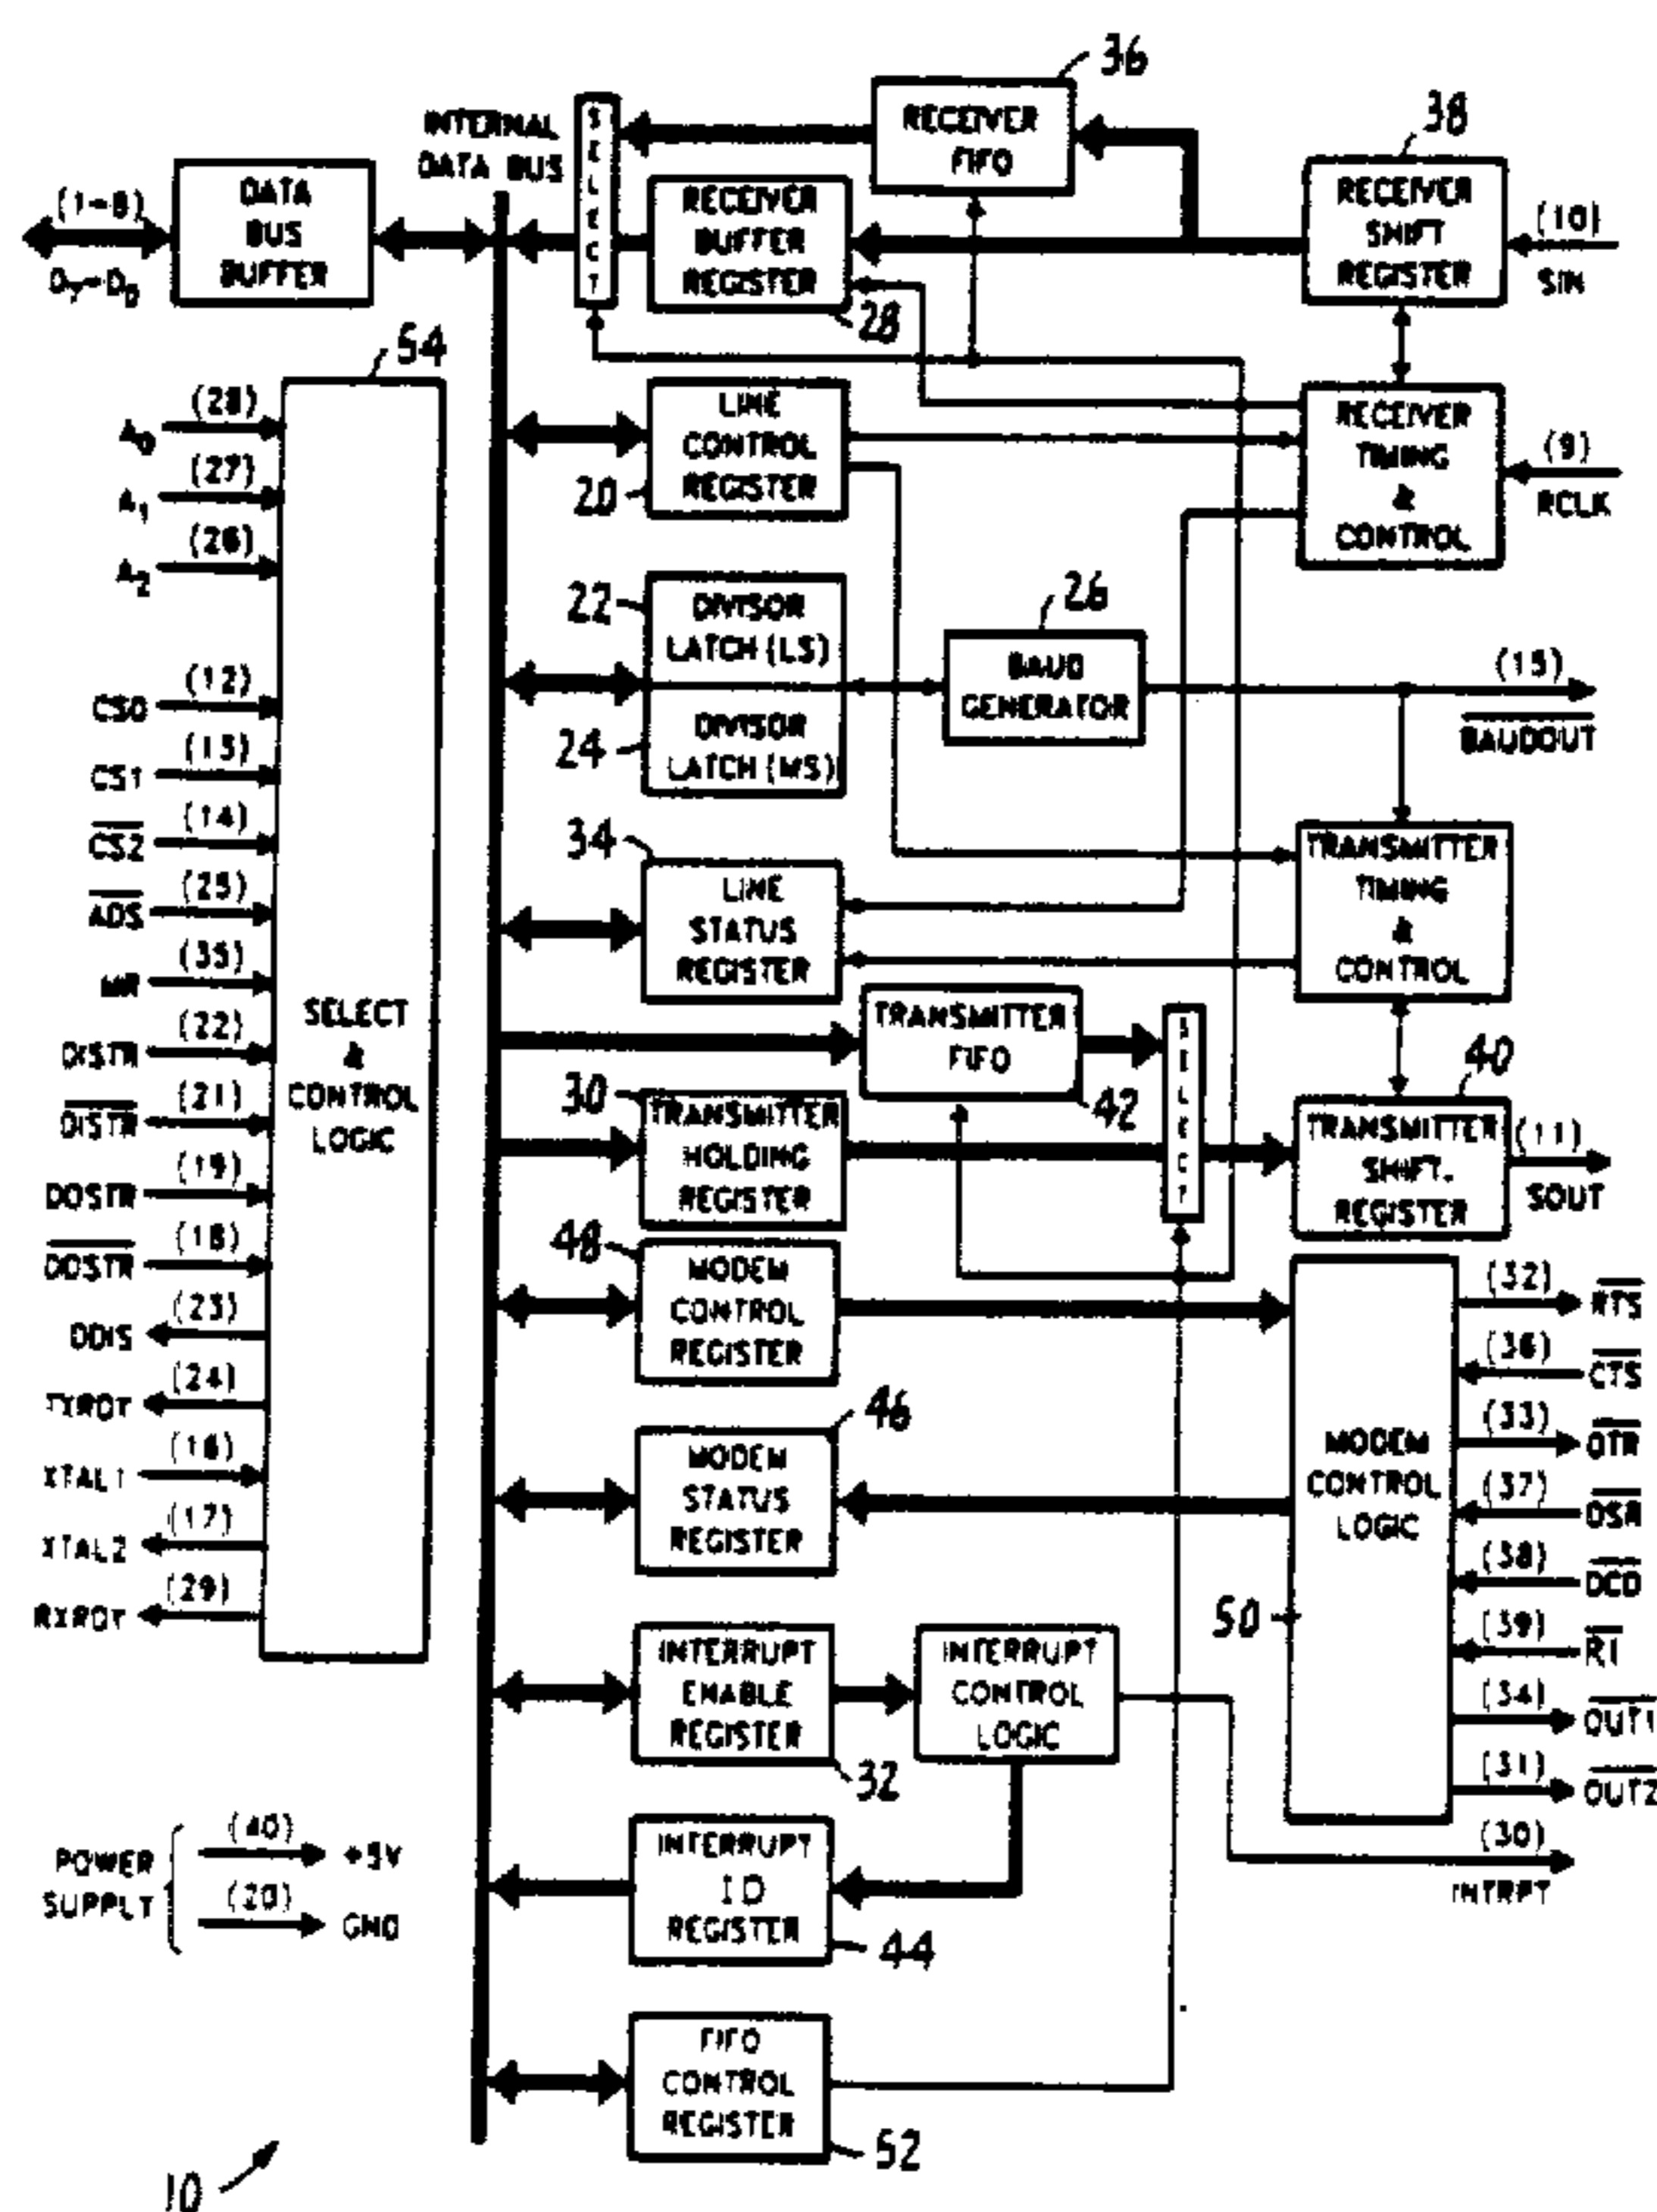 36
INTERNAL
DATA BUS
SELECT
RECEIVER
FIFO
38
DATA
BUS
BUFFER
(1-8)
D7-D0
RECEIVER
BUFFER
REGISTER
28
RECEIVER
SHIFT
REGISTER
(10)
SIN
54
(28)
A0
(27)
A1
(26)
A2
LINE
CONTROL
REGISTER
20
RECEIVER
TIMING
&
CONTROL
(9)
RCLK
22
DIVISOR
LATCH (LS)
24
DIVISOR
LATCH (MS)
26
BAUD
GENERATOR
(15)
BAUDOUT
(12)
CS0
(13)
CS1
(14)
CS2
(25)
ADS
(35)
MR
(22)
DISTR
(21)
DISTR
(19)
DOSTR
(18)
DOSTR
(23)
DDIS
(24)
TXRDY
(16)
XTAL1
(17)
XTAL2
(29)
RXRDY
SELECT
&
CONTROL
LOGIC
34
LINE
STATUS
REGISTER
TRANSMITTER
TIMING
&
CONTROL
TRANSMITTER
FIFO
42
SELECT
30
TRANSMITTER
HOLDING
REGISTER
40
TRANSMITTER
SHIFT.
REGISTER
(11)
SOUT
48
MODEM
CONTROL
REGISTER
46
MODEM
STATUS
REGISTER
MODEM
CONTROL
LOGIC
50
(32)
RTS
(36)
CTS
(33)
DTR
(37)
DSR
(38)
DCD
(39)
RI
(34)
OUT1
(31)
OUT2
(30)
INTRPT
INTERRUPT
ENABLE
REGISTER
32
INTERRUPT
CONTROL
LOGIC
INTERRUPT
ID
REGISTER
44
POWER
SUPPLY
(40)
+5V
(20)
GND
FIFO
CONTROL
REGISTER
52
10